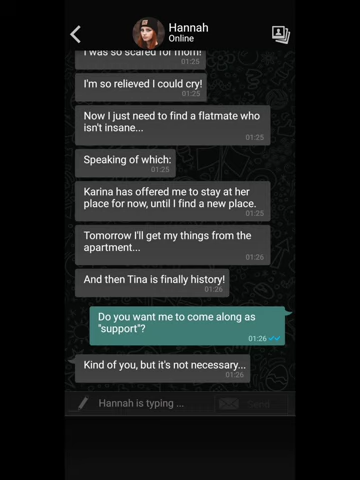 Hannah
Online
I was so scared for mom!
01:25
I'm so relieved I could cry!
01:25
Now I just need to find a flatmate who
isn't insane...
01:25
Speaking of which:
01:25
Karina has offered me to stay at her
place for now, until I find a new place.
01:25
Tomorrow I'll get my things from the
apartment...
01:26
And then Tina is finally history!
01:26
Do you want me to come along as
"support"?
01:26
Kind of you, but it's not necessary...
01:26
Hannah is typing ...
Send